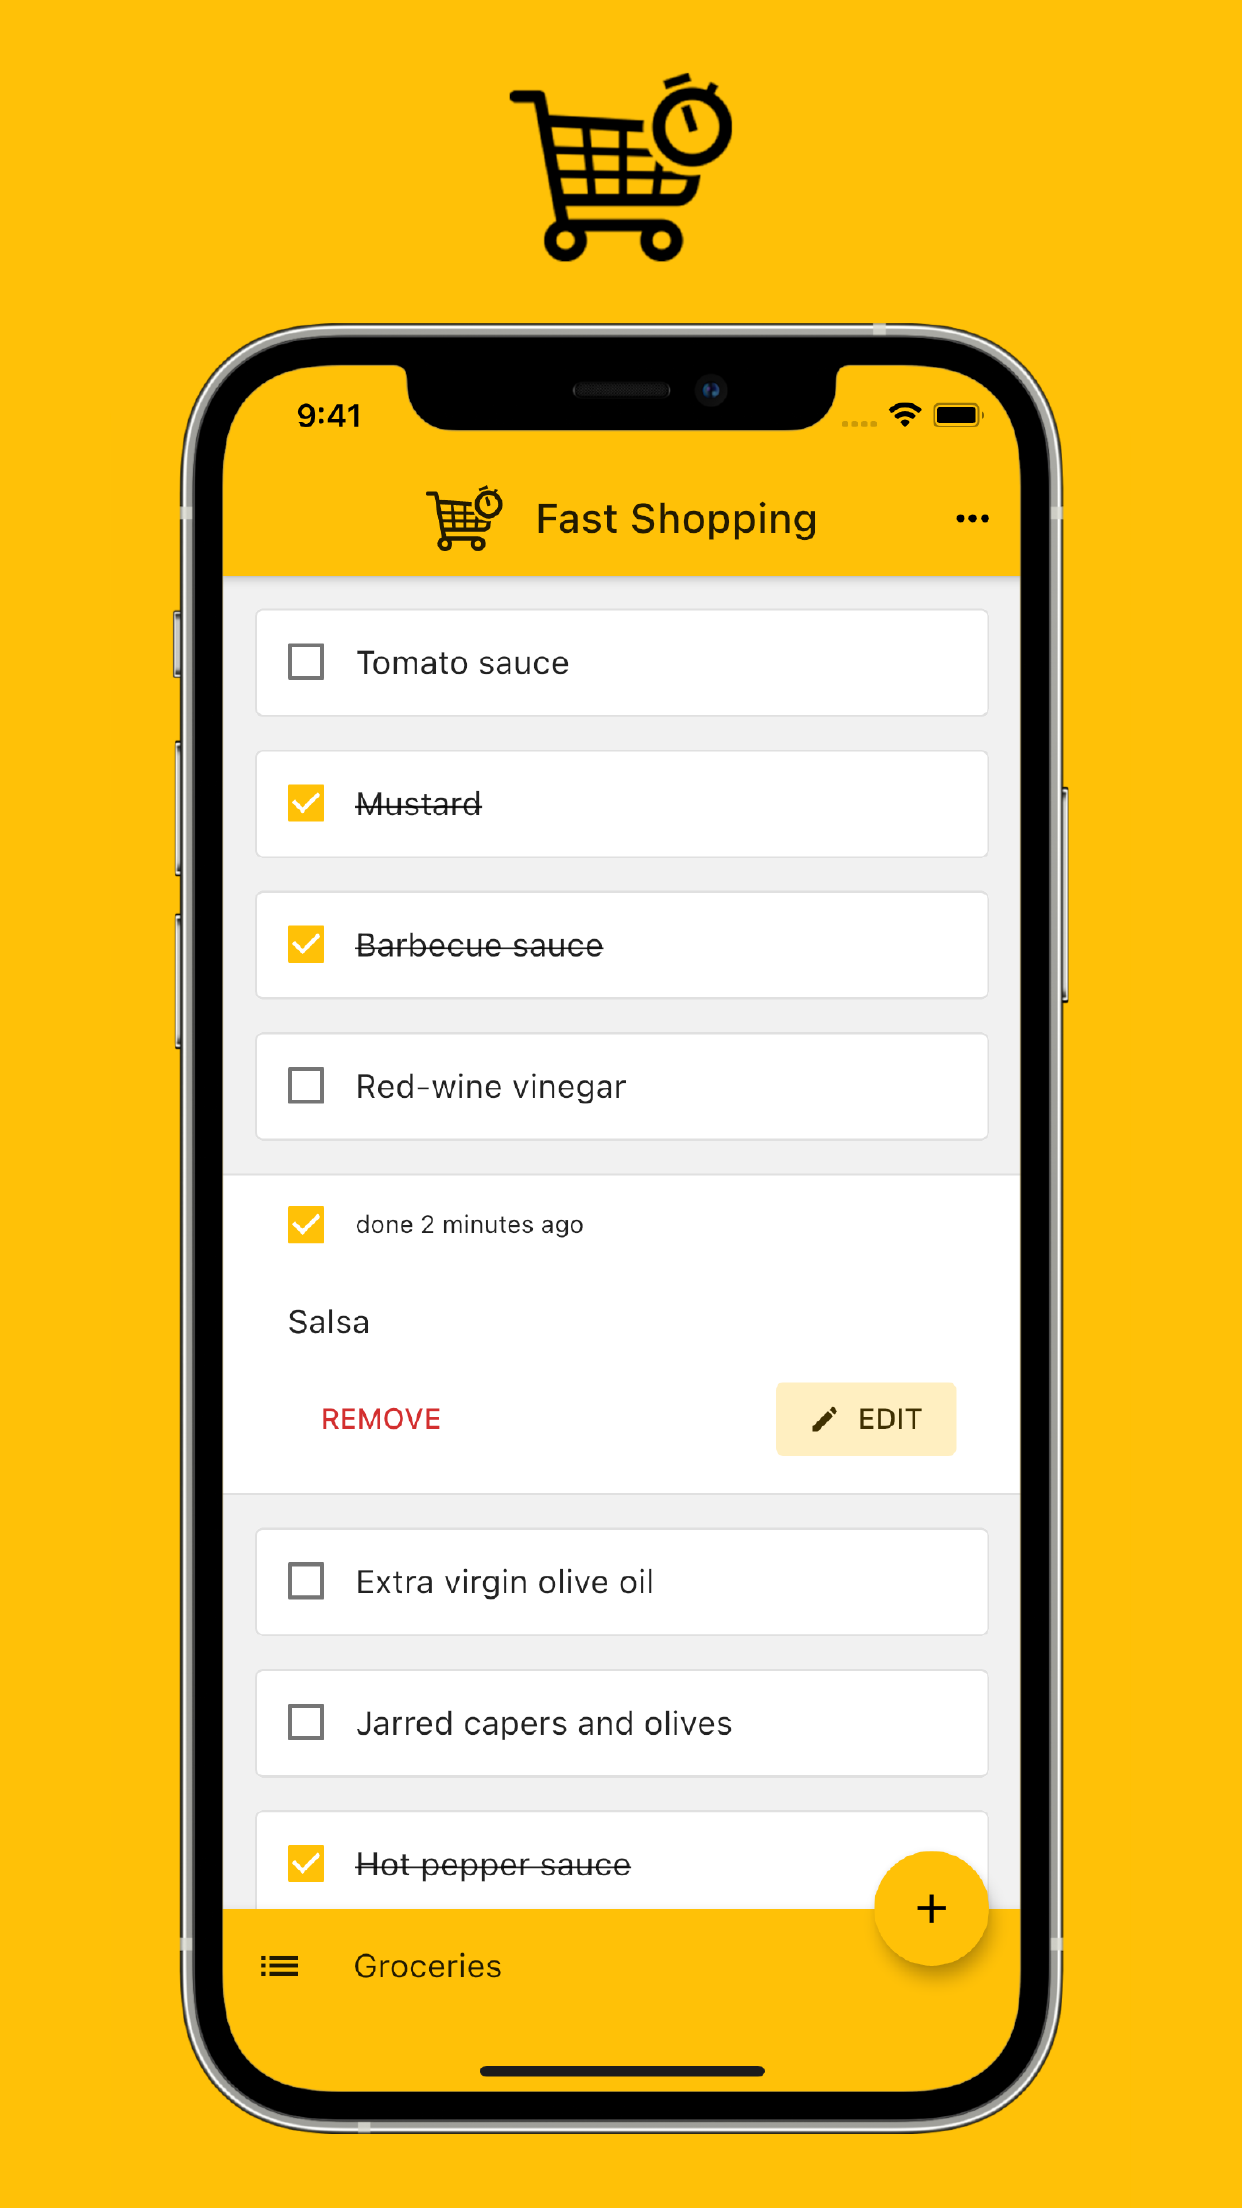 9:41
Fast Shopping
Tomato sauce
Mustard
Barbecue sauce
Red-wine vinegar
done 2 minutes ago
Salsa
REMOVE
EDIT
Extra virgin olive oil
Jarred capers and olives
Hot pepper sauce
Groceries